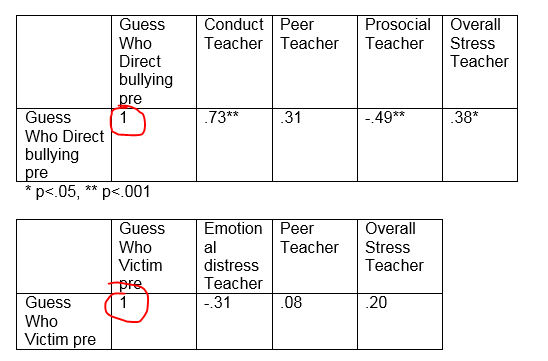 Guess Who Direct bullying pre
Conduct Teacher
Peer Teacher
Prosocial Teacher
Overall Stress Teacher
Guess Who Direct bullying pre
1
.73**
.31
-.49**
.38*
* p<.05, ** p<.001
Guess Who Victim pre
Emotional distress Teacher
Peer Teacher
Overall Stress Teacher
Guess Who Victim pre
1
-.31
.08
.20